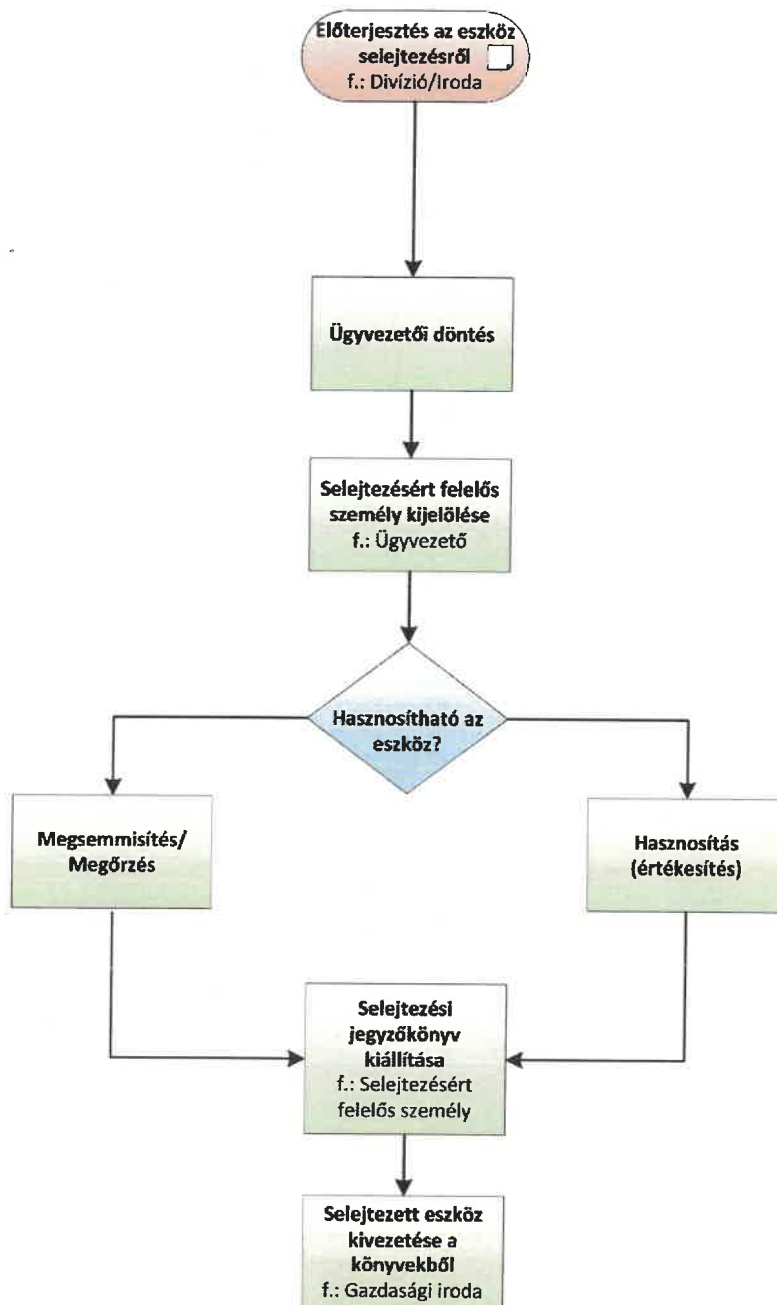 Előterjesztés az eszköz
selejtezésről
f.: Divízió/Iroda
Ügyvezetői döntés
Selejtezésért felelős
személy kijelölése
f.: Ügyvezető
Hasznosítható az
eszköz?
Megsemmisítés/
Megőrzés
Hasznosítás
(értékesítés)
Selejtezési
jegyzőkönyv
kiállítása
f.: Selejtezésért
felelős személy
Selejtezett eszköz
kivezetése a
könyvekből
f.: Gazdasági iroda